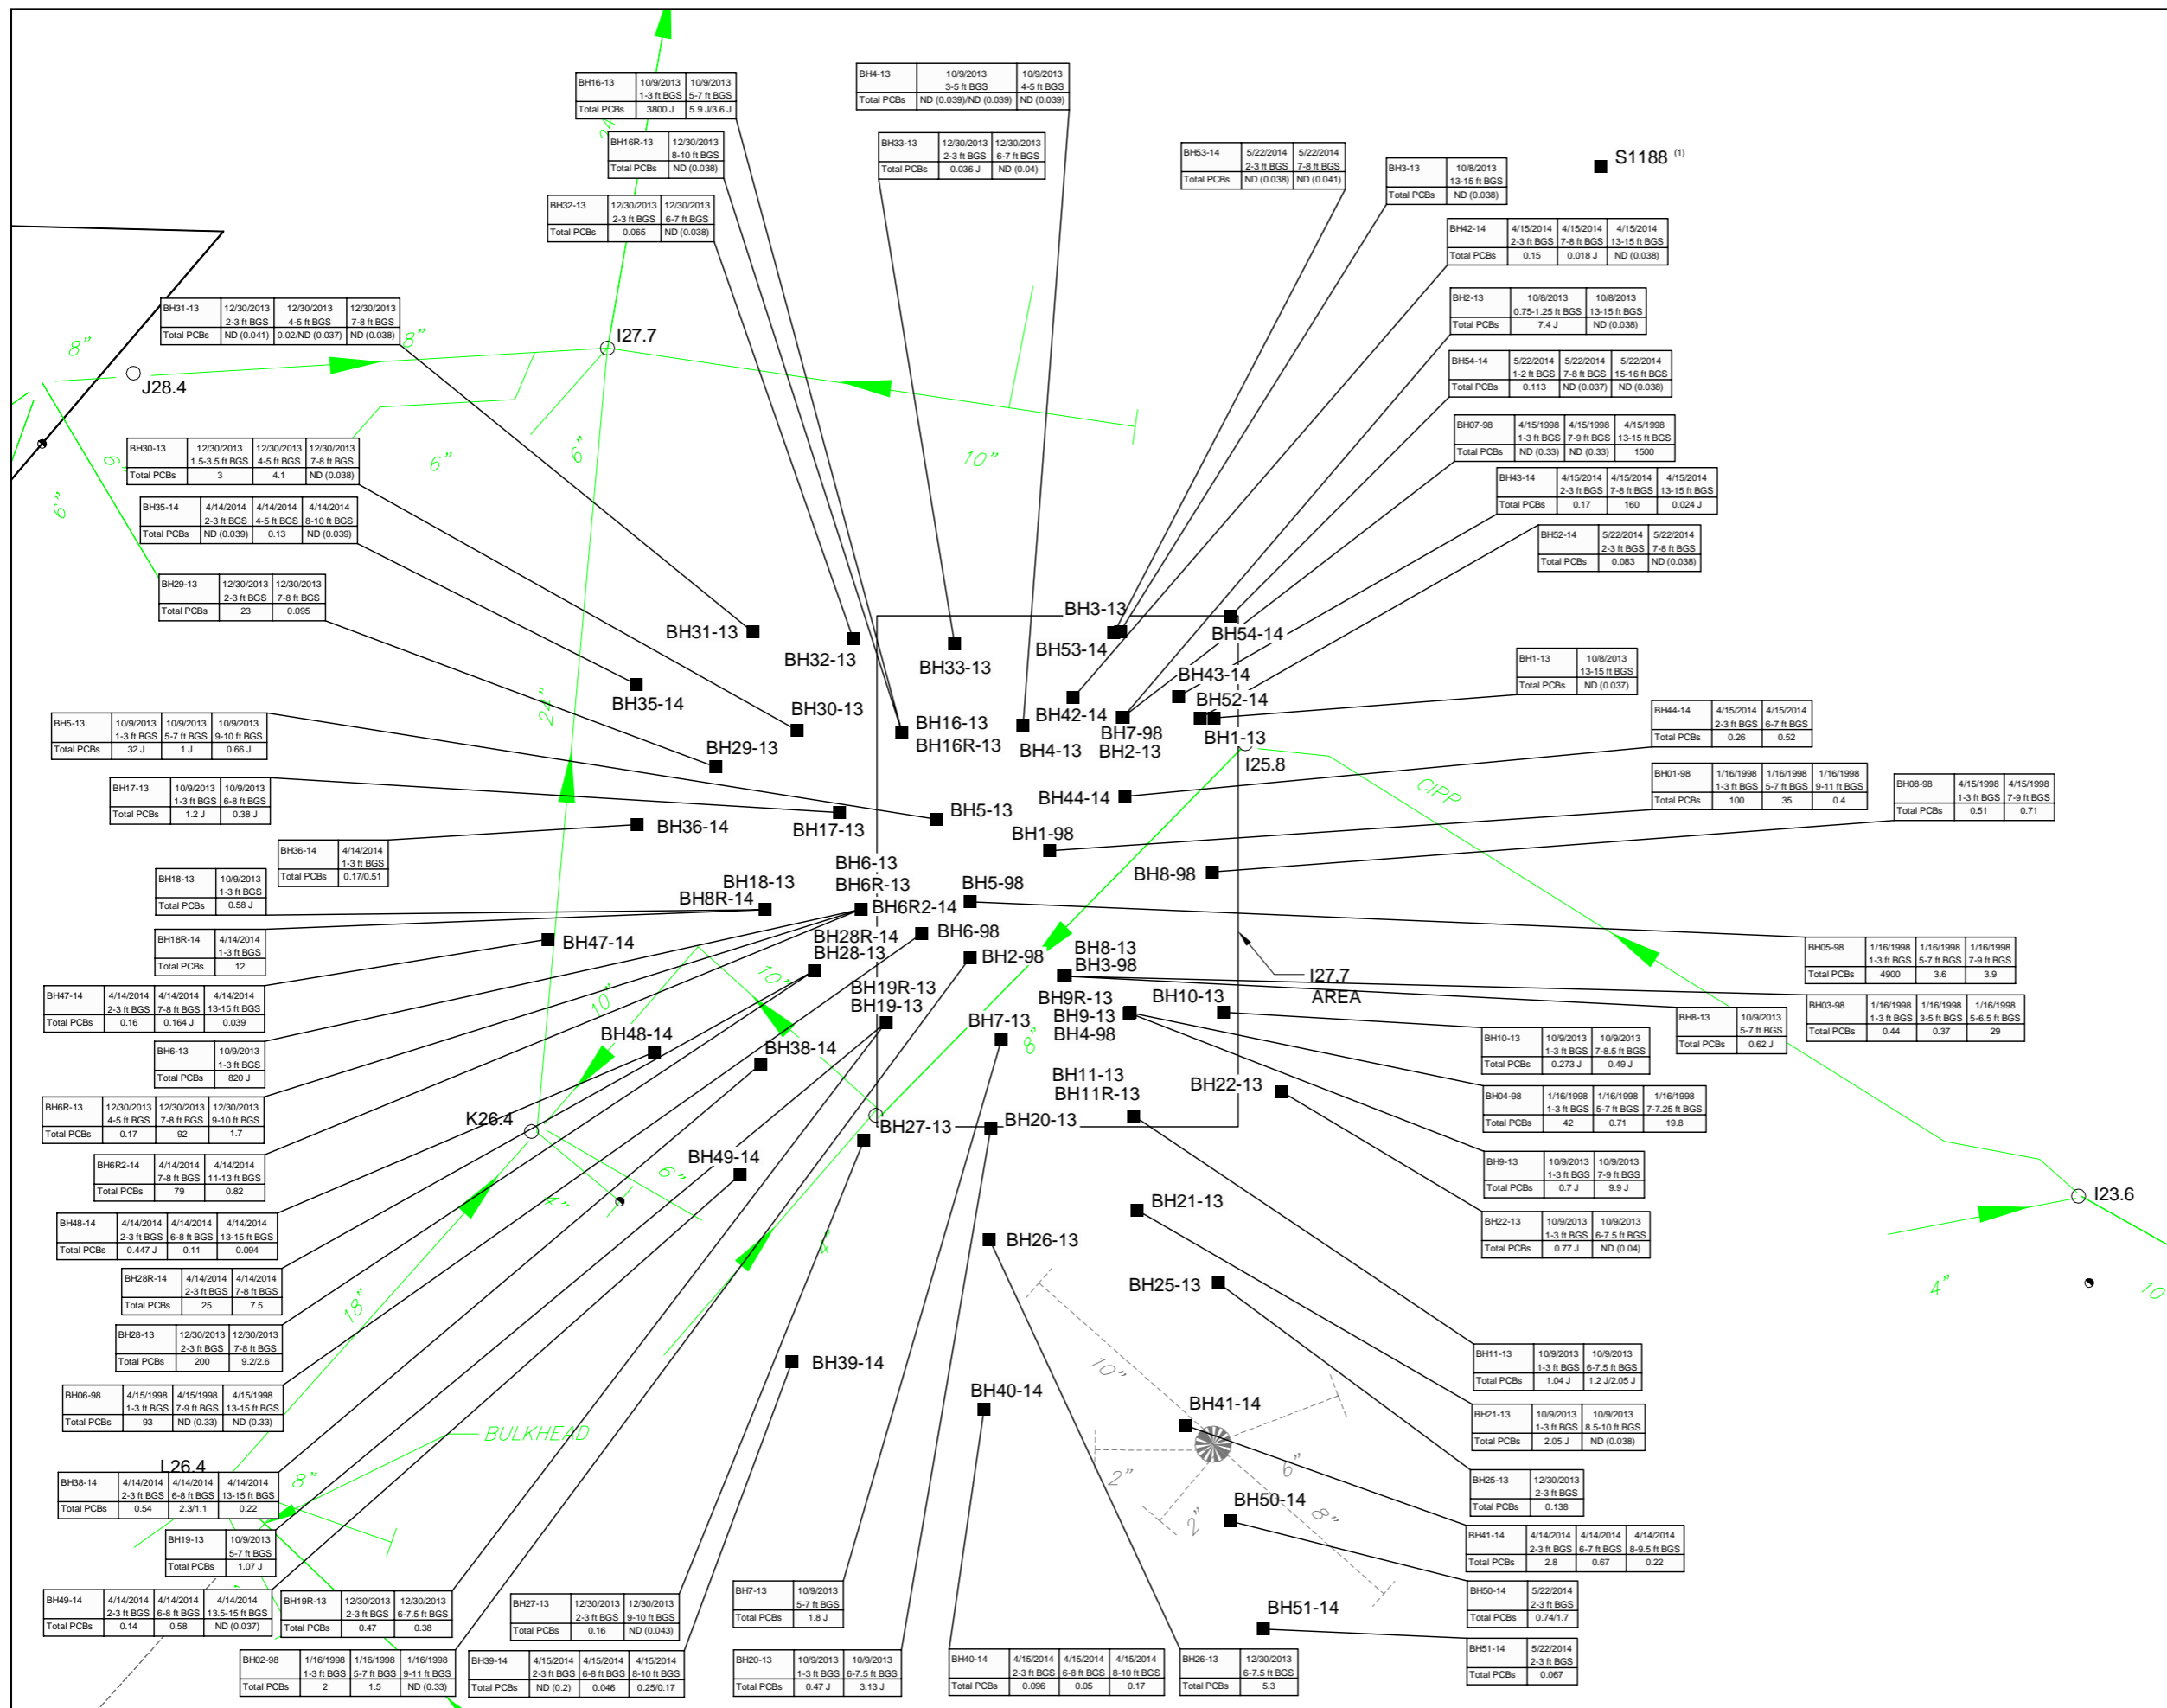 BH16-13 10/9/2013 10/9/2013
1-3 ft BGS 5-7 ft BGS
Total PCBs 3800 J 5.9 J/3.6 J
BH4-13 10/9/2013 10/9/2013
3-5 ft BGS 4-5 ft BGS
Total PCBs ND (0.039)/ND (0.039) ND (0.039)
BH16R-13 12/30/2013
8-10 ft BGS
Total PCBs ND (0.038)
BH33-13 12/30/2013 12/30/2013
2-3 ft BGS 6-7 ft BGS
Total PCBs 0.036 J ND (0.04)
BH53-14 5/22/2014 5/22/2014
2-3 ft BGS 7-8 ft BGS
Total PCBs ND (0.038) ND (0.041)
BH3-13 10/8/2013
13-15 ft BGS
Total PCBs ND (0.038)
S1188 (1)
BH32-13 12/30/2013 12/30/2013
2-3 ft BGS 6-7 ft BGS
Total PCBs 0.065 ND (0.038)
BH42-14 4/15/2014 4/15/2014 4/15/2014
2-3 ft BGS 7-8 ft BGS 13-15 ft BGS
Total PCBs 0.15 0.018 J ND (0.038)
BH31-13 12/30/2013 12/30/2013 12/30/2013
2-3 ft BGS 4-5 ft BGS 7-8 ft BGS
Total PCBs ND (0.041) 0.02/ND (0.037) ND (0.038)
BH2-13 10/8/2013 10/8/2013
0.75-1.25 ft BGS 13-15 ft BGS
Total PCBs 7.4 J ND (0.038)
8"
8"
I27.7
J28.4
BH54-14 5/22/2014 5/22/2014 5/22/2014
1-2 ft BGS 7-8 ft BGS 15-16 ft BGS
Total PCBs 0.113 ND (0.037) ND (0.038)
BH07-98 4/15/1998 4/15/1998 4/15/1998
1-3 ft BGS 7-9 ft BGS 13-15 ft BGS
Total PCBs ND (0.33) ND (0.33) 1500
BH30-13 12/30/2013 12/30/2013 12/30/2013
1.5-3.5 ft BGS 4-5 ft BGS 7-8 ft BGS
Total PCBs 3 4.1 ND (0.038)
6"
6"
10"
6"
BH43-14 4/15/2014 4/15/2014 4/15/2014
2-3 ft BGS 7-8 ft BGS 13-15 ft BGS
Total PCBs 0.17 160 0.024 J
BH35-14 4/14/2014 4/14/2014 4/14/2014
2-3 ft BGS 4-5 ft BGS 8-10 ft BGS
Total PCBs ND (0.039) 0.13 ND (0.039)
BH52-14 5/22/2014 5/22/2014
2-3 ft BGS 7-8 ft BGS
Total PCBs 0.083 ND (0.038)
BH29-13 12/30/2013 12/30/2013
2-3 ft BGS 7-8 ft BGS
Total PCBs 23 0.095
BH3-13
BH31-13
BH32-13
BH33-13
BH53-14
BH54-14
BH1-13 10/8/2013
13-15 ft BGS
Total PCBs ND (0.037)
BH35-14
24"
BH30-13
BH29-13
BH16-13
BH16R-13
BH4-13
BH42-14
BH43-14
BH52-14
BH7-98
BH2-13
BH1-13
I25.8
BH44-14 4/15/2014 4/15/2014
2-3 ft BGS 6-7 ft BGS
Total PCBs 0.26 0.52
BH5-13 10/9/2013 10/9/2013 10/9/2013
1-3 ft BGS 5-7 ft BGS 9-10 ft BGS
Total PCBs 32 J 1 J 0.66 J
BH17-13 10/9/2013 10/9/2013
1-3 ft BGS 6-8 ft BGS
Total PCBs 1.2 J 0.38 J
CIPP
BH01-98 1/16/1998 1/16/1998 1/16/1998
1-3 ft BGS 5-7 ft BGS 9-11 ft BGS
Total PCBs 100 35 0.4
BH08-98 4/15/1998 4/15/1998
1-3 ft BGS 7-9 ft BGS
Total PCBs 0.51 0.71
BH44-14
BH5-13
BH17-13
BH36-14
BH1-98
BH8-98
BH36-14 4/14/2014
1-3 ft BGS
Total PCBs 0.17/0.51
BH18-13 10/9/2013
1-3 ft BGS
Total PCBs 0.58 J
BH6-13
BH6R-13
BH6R2-14
BH18-13
BH8R-14
BH5-98
BH18R-14 4/14/2014
1-3 ft BGS
Total PCBs 12
BH47-14
BH28R-14
BH28-13
BH6-98
BH2-98
BH8-13
BH3-98
I27.7
AREA
BH05-98 1/16/1998 1/16/1998 1/16/1998
1-3 ft BGS 5-7 ft BGS 7-9 ft BGS
Total PCBs 4900 3.6 3.9
BH47-14 4/14/2014 4/14/2014 4/14/2014
2-3 ft BGS 7-8 ft BGS 13-15 ft BGS
Total PCBs 0.16 0.164 J 0.039
10"
10"
BH19R-13
BH19-13
BH9R-13
BH9-13
BH4-98
BH10-13
BH8-13 10/9/2013
5-7 ft BGS
Total PCBs 0.62 J
BH03-98 1/16/1998 1/16/1998 1/16/1998
1-3 ft BGS 3-5 ft BGS 5-6.5 ft BGS
Total PCBs 0.44 0.37 29
BH6-13 10/9/2013
1-3 ft BGS
Total PCBs 820 J
BH48-14
BH38-14
BH7-13
8"
BH10-13 10/9/2013 10/9/2013
1-3 ft BGS 7-8.5 ft BGS
Total PCBs 0.273 J 0.49 J
BH11-13
BH11R-13
BH22-13
BH04-98 1/16/1998 1/16/1998 1/16/1998
1-3 ft BGS 5-7 ft BGS 7-7.25 ft BGS
Total PCBs 42 0.71 19.8
BH6R-13 12/30/2013 12/30/2013 12/30/2013
4-5 ft BGS 7-8 ft BGS 9-10 ft BGS
Total PCBs 0.17 92 1.7
K26.4
BH27-13
BH20-13
BH6R2-14 4/14/2014 4/14/2014
7-8 ft BGS 11-13 ft BGS
Total PCBs 79 0.82
BH49-14
6"
4"
BH9-13 10/9/2013 10/9/2013
1-3 ft BGS 7-9 ft BGS
Total PCBs 0.7 J 9.9 J
I23.6
BH48-14 4/14/2014 4/14/2014 4/14/2014
2-3 ft BGS 6-8 ft BGS 13-15 ft BGS
Total PCBs 0.447 J 0.11 0.094
BH21-13
BH22-13 10/9/2013 10/9/2013
1-3 ft BGS 6-7.5 ft BGS
Total PCBs 0.77 J ND (0.04)
BH26-13
4"
BH28R-14 4/14/2014 4/14/2014
2-3 ft BGS 7-8 ft BGS
Total PCBs 25 7.5
18"
BH25-13
4"
10
BH28-13 12/30/2013 12/30/2013
2-3 ft BGS 7-8 ft BGS
Total PCBs 200 9.2/2.6
BH39-14
10"
BH11-13 10/9/2013 10/9/2013
1-3 ft BGS 6-7.5 ft BGS
Total PCBs 1.04 J 1.2 J/2.05 J
BH06-98 4/15/1998 4/15/1998 4/15/1998
1-3 ft BGS 7-9 ft BGS 13-15 ft BGS
Total PCBs 93 ND (0.33) ND (0.33)
BH40-14
BH41-14
BULKHEAD
BH21-13 10/9/2013 10/9/2013
1-3 ft BGS 8.5-10 ft BGS
Total PCBs 2.05 J ND (0.038)
L26.4
8"
2"
6"
BH38-14 4/14/2014 4/14/2014 4/14/2014
2-3 ft BGS 6-8 ft BGS 13-15 ft BGS
Total PCBs 0.54 2.3/1.1 0.22
BH25-13 12/30/2013
2-3 ft BGS
Total PCBs 0.138
BH50-14
2"
8"
BH19-13 10/9/2013
5-7 ft BGS
Total PCBs 1.07 J
BH41-14 4/14/2014 4/14/2014 4/14/2014
2-3 ft BGS 6-7 ft BGS 8-9.5 ft BGS
Total PCBs 2.8 0.67 0.22
BH49-14 4/14/2014 4/14/2014 4/14/2014
2-3 ft BGS 6-8 ft BGS 13.5-15 ft BGS
Total PCBs 0.14 0.58 ND (0.037)
BH19R-13 12/30/2013 12/30/2013
2-3 ft BGS 6-7.5 ft BGS
Total PCBs 0.47 0.38
BH27-13 12/30/2013 12/30/2013
2-3 ft BGS 9-10 ft BGS
Total PCBs 0.16 ND (0.043)
BH7-13 10/9/2013
5-7 ft BGS
Total PCBs 1.8 J
BH50-14 5/22/2014
2-3 ft BGS
Total PCBs 0.74/1.7
BH51-14
BH51-14 5/22/2014
2-3 ft BGS
Total PCBs 0.067
BH02-98 1/16/1998 1/16/1998 1/16/1998
1-3 ft BGS 5-7 ft BGS 9-11 ft BGS
Total PCBs 2 1.5 ND (0.33)
BH39-14 4/15/2014 4/15/2014 4/15/2014
2-3 ft BGS 6-8 ft BGS 8-10 ft BGS
Total PCBs ND (0.2) 0.046 0.25/0.17
BH20-13 10/9/2013 10/9/2013
1-3 ft BGS 6-7.5 ft BGS
Total PCBs 0.47 J 3.13 J
BH40-14 4/15/2014 4/15/2014 4/15/2014
2-3 ft BGS 6-8 ft BGS 8-10 ft BGS
Total PCBs 0.096 0.05 0.17
BH26-13 12/30/2013
6-7.5 ft BGS
Total PCBs 5.3